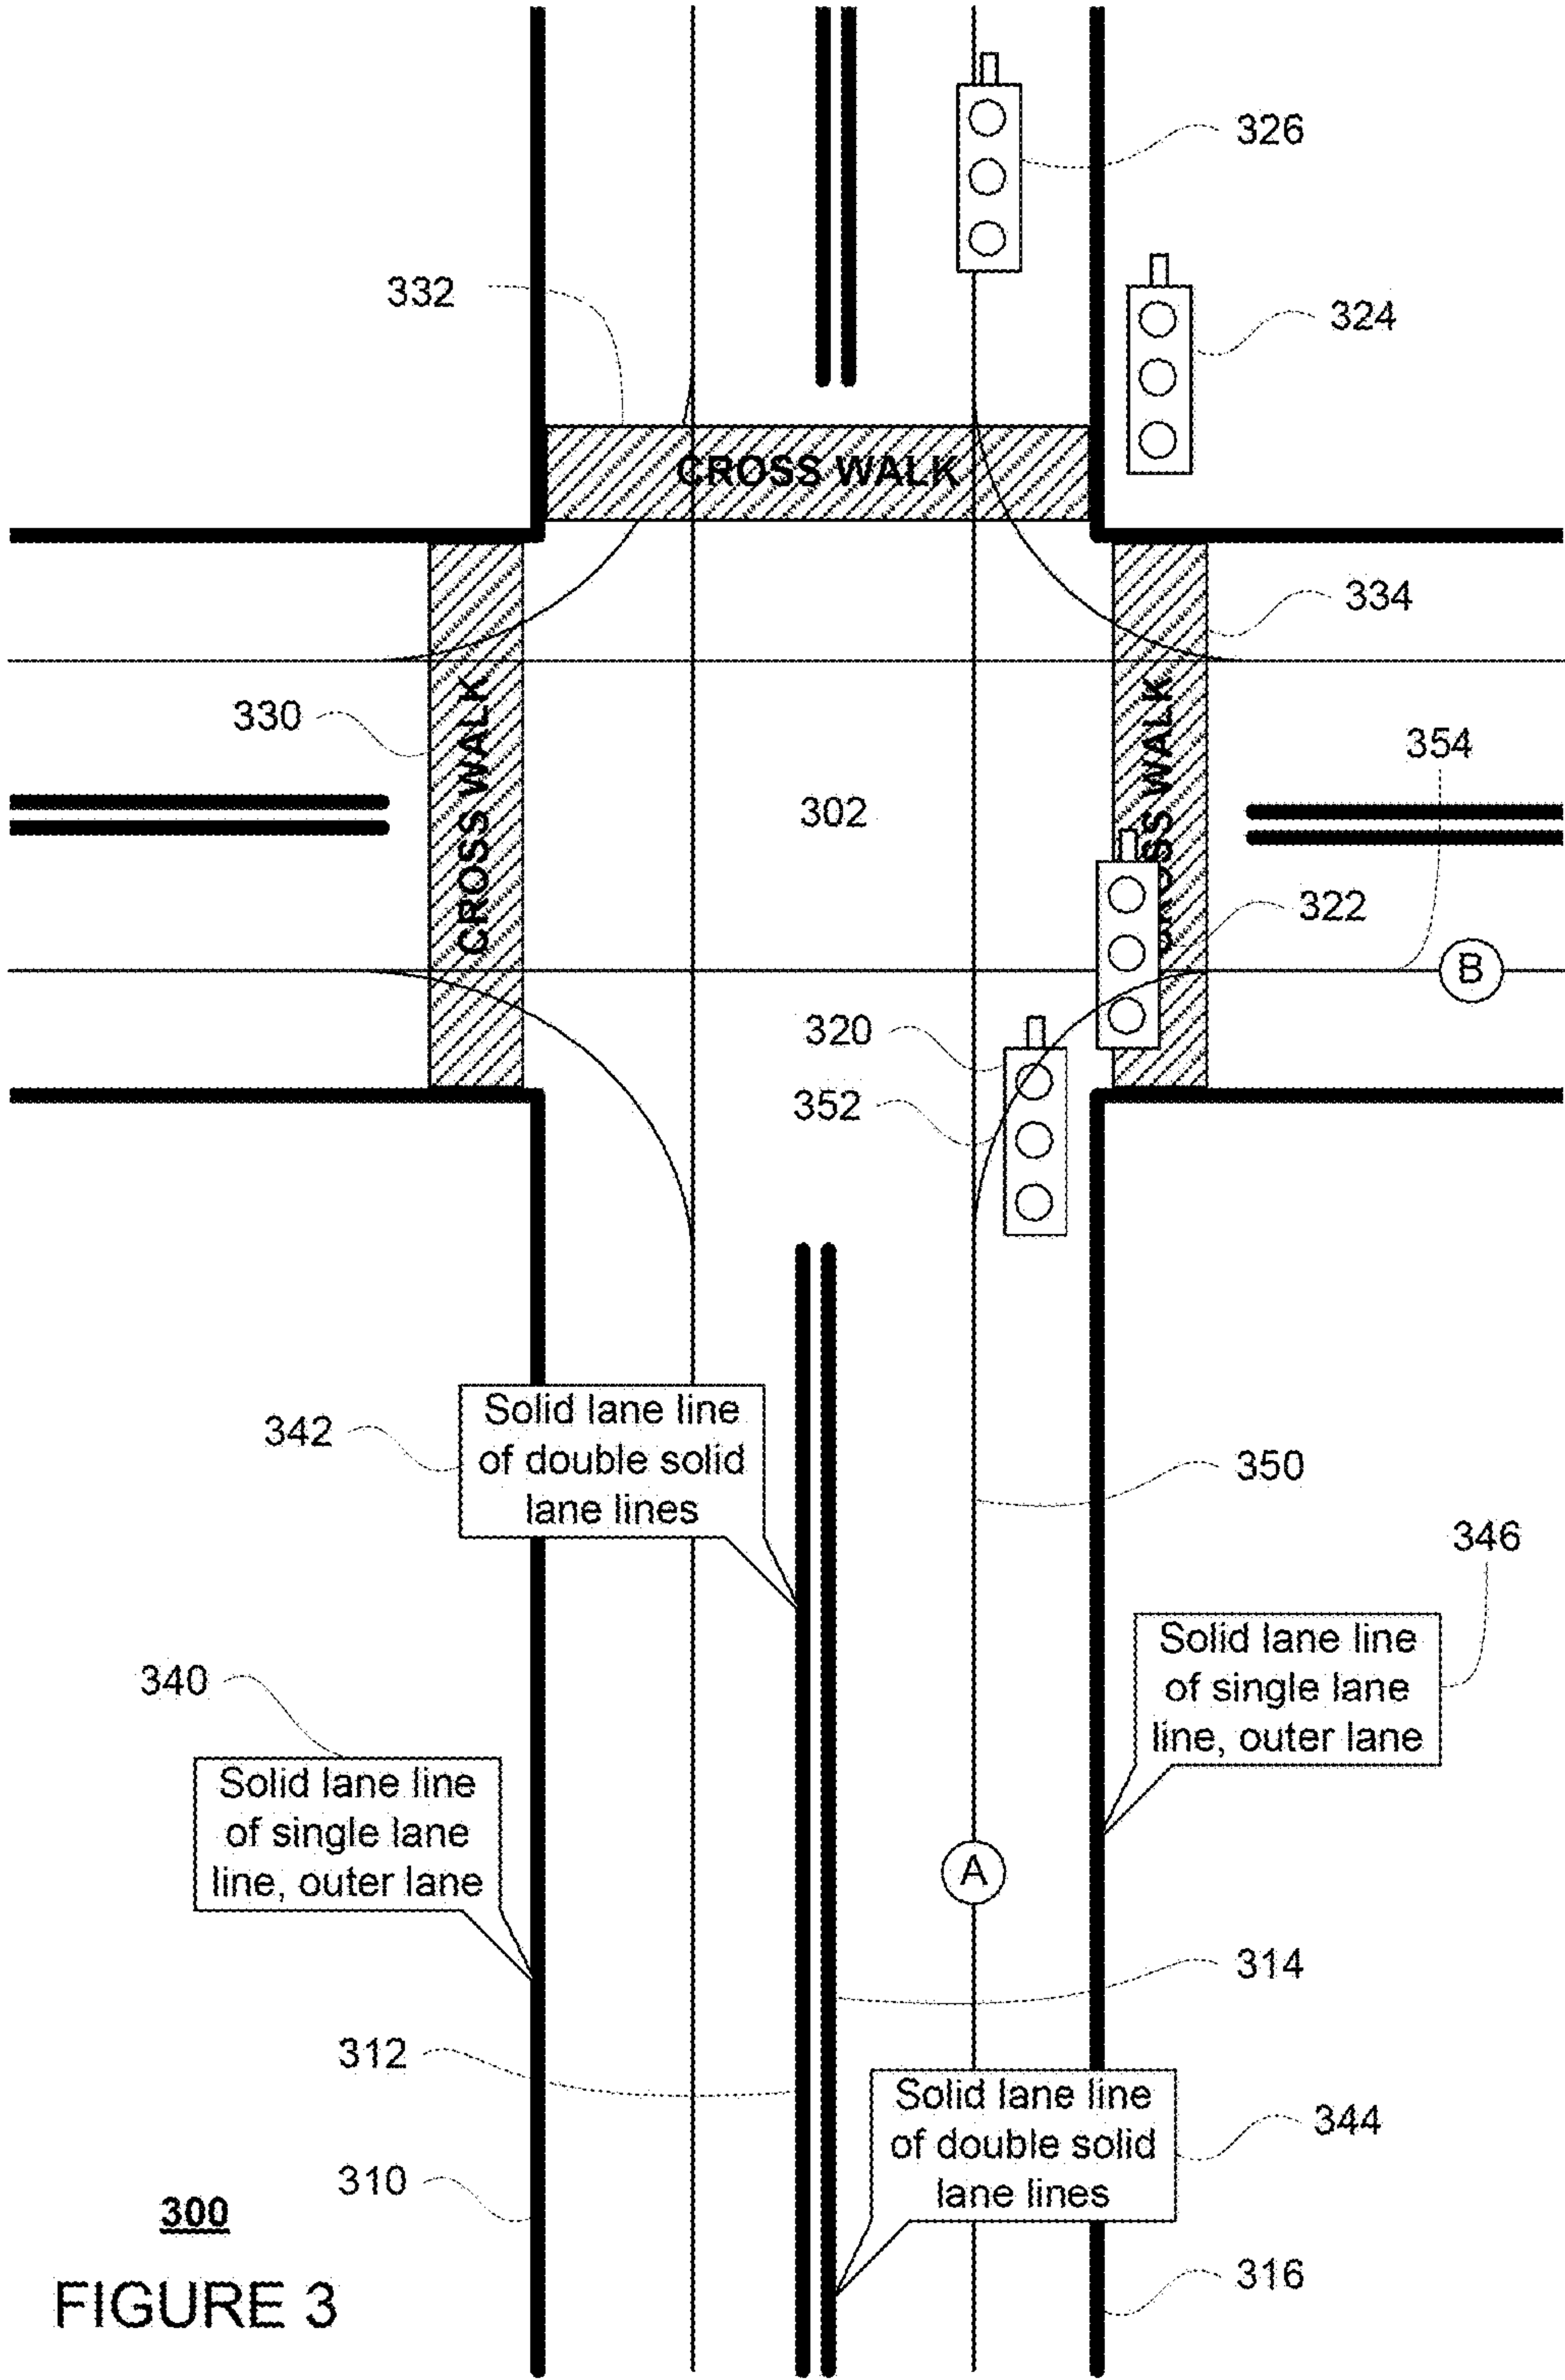 326
332
324
CROSS WALK
334
330
CROSS WALK
CROSS WALK
354
302
322
B
320
352
Solid lane line
of double solid
lane lines
342
350
346
Solid lane line
of single lane
line, outer lane
340
Solid lane line
of single lane
line, outer lane
A
314
312
Solid lane line
of double solid
lane lines
344
310
300
316
FIGURE 3